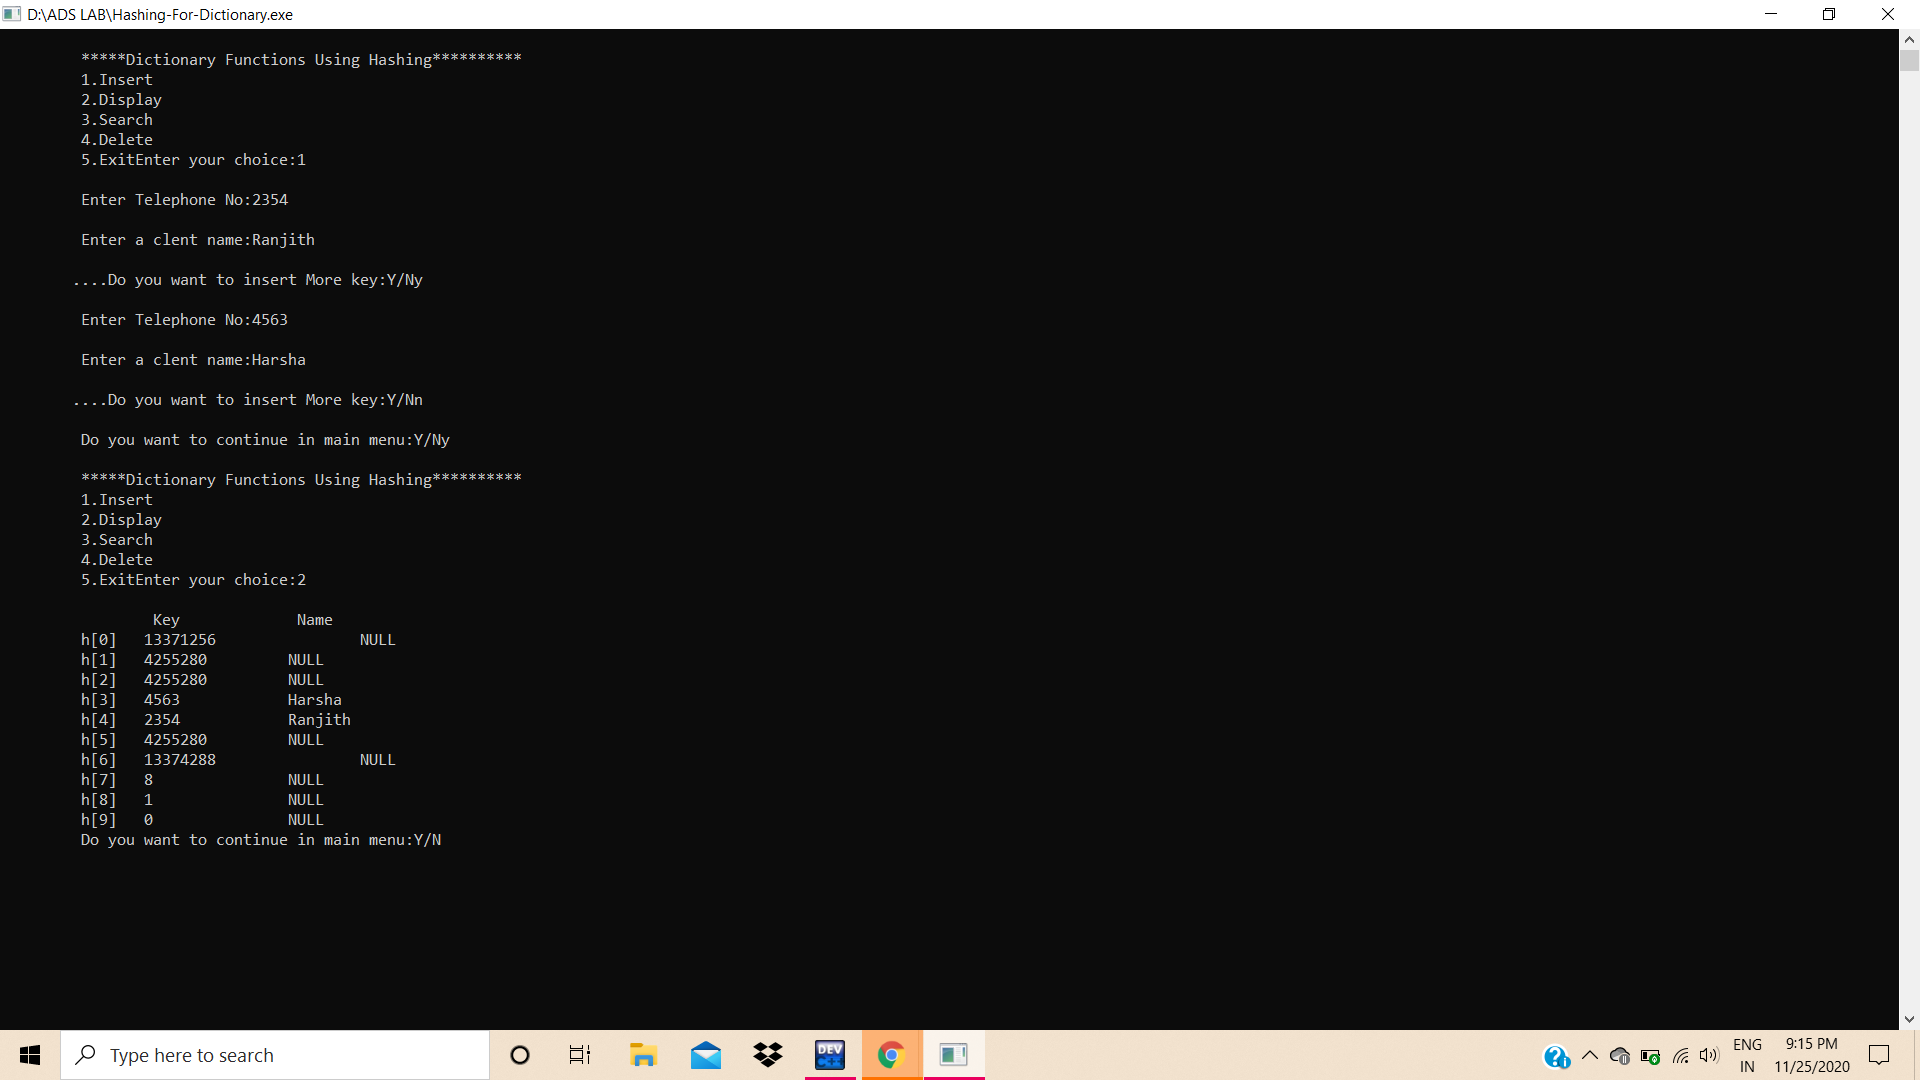 D:\ADS LAB\Hashing-For-Dictionary.exe
*****Dictionary Functions Using Hashing**********
1.Insert
2.Display
3.Search
4.Delete
5.ExitEnter your choice:1
Enter Telephone No:2354
Enter a clent name:Ranjith
....Do you want to insert More key:Y/Ny
Enter Telephone No:4563
Enter a clent name:Harsha
....Do you want to insert More key:Y/Nn
Do you want to continue in main menu:Y/Ny
*****Dictionary Functions Using Hashing**********
1.Insert
2.Display
3.Search
4.Delete
5.ExitEnter your choice:2
Key Name
h[0] 13371256 NULL
h[1] 4255280 NULL
h[2] 4255280 NULL
h[3] 4563 Harsha
h[4] 2354 Ranjith
h[5] 4255280 NULL
h[6] 13374288 NULL
h[7] 8 NULL
h[8] 1 NULL
h[9] 0 NULL
Do you want to continue in main menu:Y/N
Type here to search
DEV
C++
ENG
IN
9:15 PM
11/25/2020